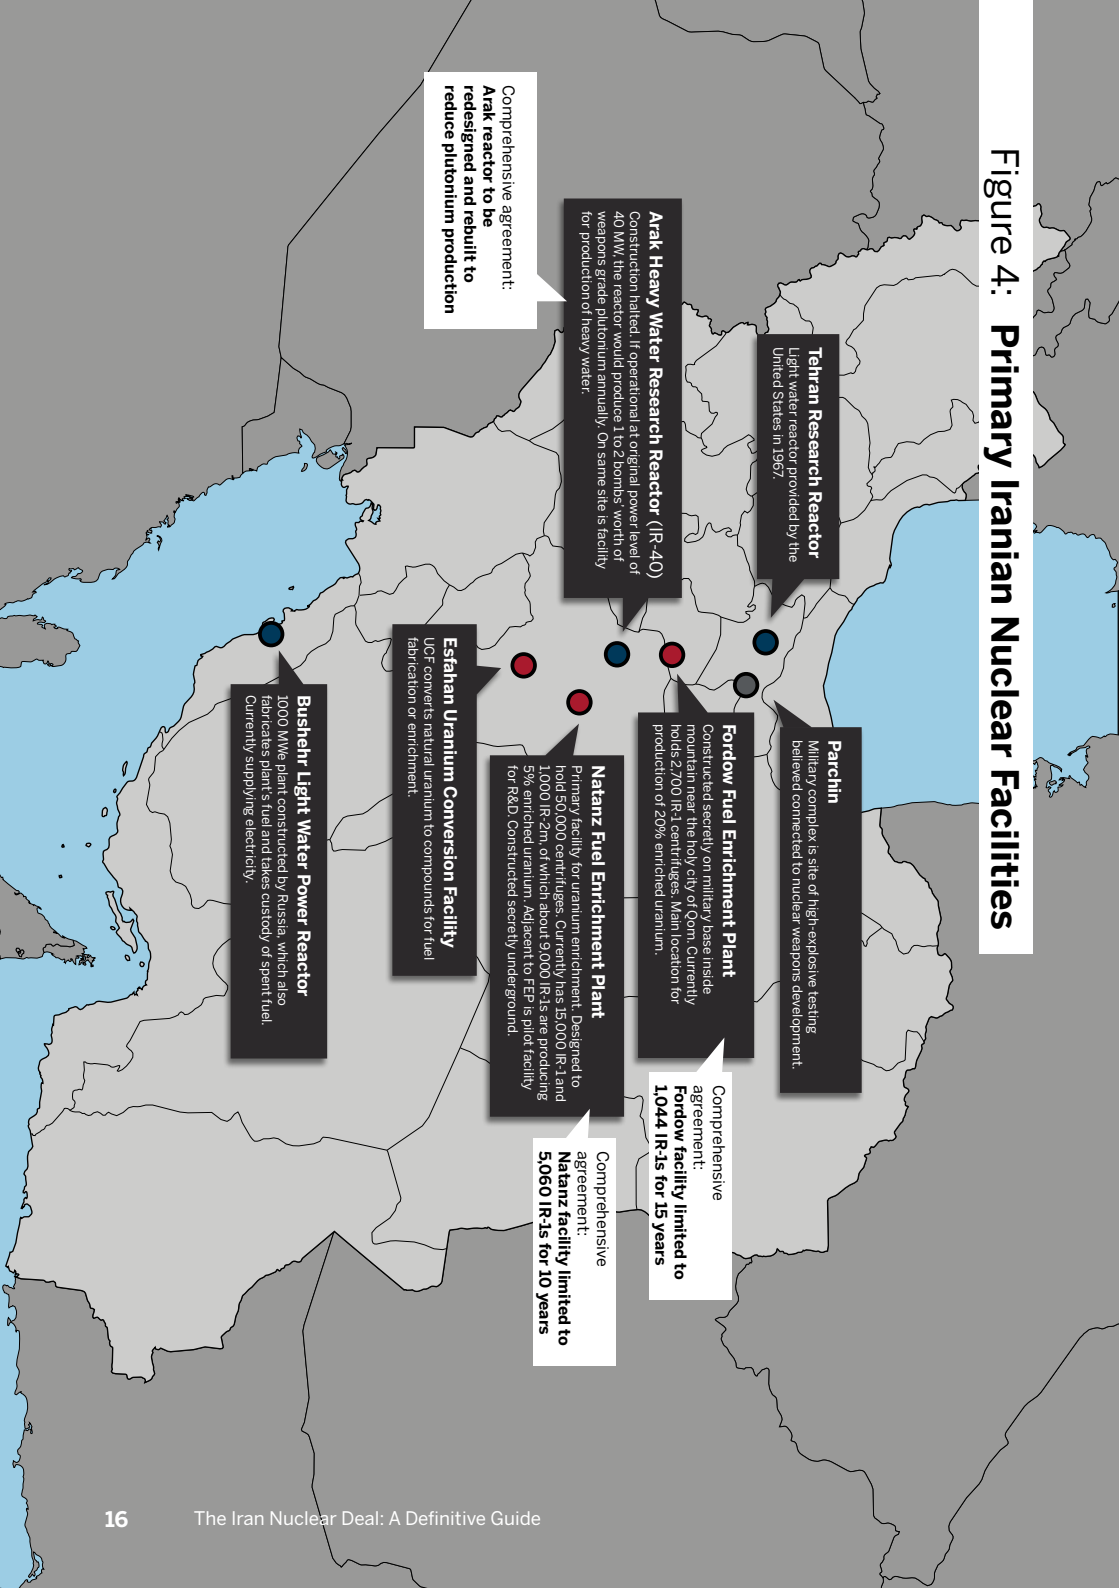 Figure 4: Primary Iranian Nuclear Facilities
Tehran Research Reactor
Light water reactor provided by the
United States in 1967.
Parchin
Military complex is site of high-explosive testing
believed connected to nuclear weapons development.
Arak Heavy Water Research Reactor (IR-40)
Construction halted. If operational at original power level of
40 MW, the reactor would produce 1 to 2 bombs' worth of
weapons grade plutonium annually. On same site is facility
for production of heavy water.
Comprehensive agreement:
Arak reactor to be
redesigned and rebuilt to
reduce plutonium production
Fordow Fuel Enrichment Plant
Constructed secretly on military base inside
mountain near the holy city of Qom. Currently
holds 2,700 IR-1 centrifuges. Main location for
production of 20% enriched uranium.
Comprehensive
agreement:
Fordow facility limited to
1,044 IR-1s for 15 years
Natanz Fuel Enrichment Plant
Primary facility for uranium enrichment. Designed to
hold 50,000 centrifuges. Currently has 15,000 IR-1 and
1,000 IR-2m, of which about 9,000 IR-1s are producing
5% enriched uranium. Adjacent to FEP is pilot facility
for R&D. Constructed secretly underground.
Comprehensive
agreement:
Natanz facility limited to
5,060 IR-1s for 10 years
Esfahan Uranium Conversion Facility
UCF converts natural uranium to compounds for fuel
fabrication or enrichment.
Bushehr Light Water Power Reactor
1000 MWe plant constructed by Russia, which also
fabricates plant's fuel and takes custody of spent fuel.
Currently supplying electricity.
16 The Iran Nuclear Deal: A Definitive Guide